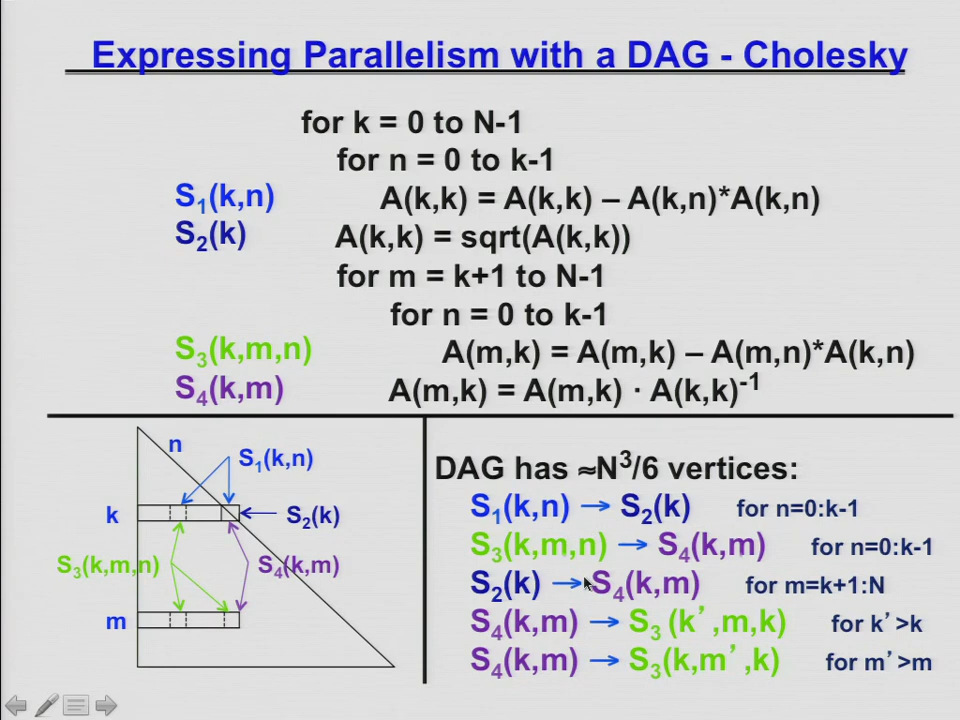 Expressing Parallelism with a DAG - Cholesky
for k = 0 to N-1
for n = 0 to k-1
S₁(k,n) A(k,k) = A(k,k) – A(k,n)*A(k,n)
S₂(k) A(k,k) = sqrt(A(k,k))
for m = k+1 to N-1
for n = 0 to k-1
S₃(k,m,n) A(m,k) = A(m,k) – A(m,n)*A(k,n)
S₄(k,m) A(m,k) = A(m,k) · A(k,k)⁻¹
n
S₁(k,n)
k
S₂(k)
S₃(k,m,n)
S₄(k,m)
m
DAG has ≈N³/6 vertices:
S₁(k,n) → S₂(k) for n=0:k-1
S₃(k,m,n) → S₄(k,m) for n=0:k-1
S₂(k) → S₄(k,m) for m=k+1:N
S₄(k,m) → S₃ (k’,m,k) for k’>k
S₄(k,m) → S₃(k,m’,k) for m’>m